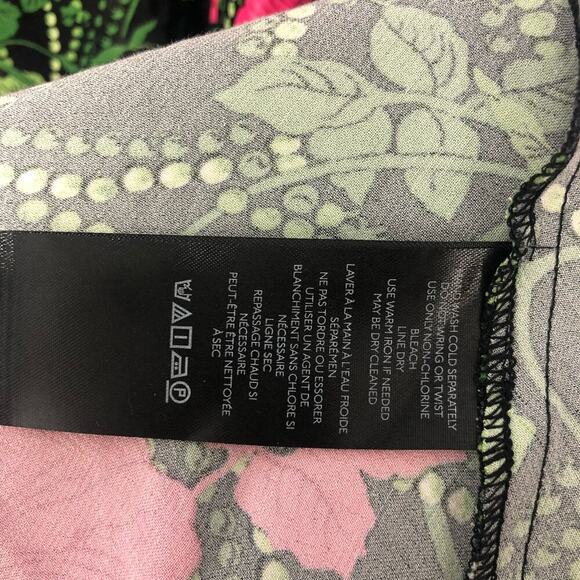 HAND WASH COLD SEPARATELY
DO NOT WRING OR TWIST
USE ONLY NON-CHLORINE
BLEACH
LINE DRY
USE WARM IRON IF NEEDED
MAY BE DRY CLEANED
LAVER À LA MAIN À L'EAU FROIDE
SÉPARÉMEN
NE PAS TORDRE OU ESSORER
UTILISER UN AGENT DE
BLANCHIMENT SANS CHLORE SI
NÉCESSAIRE
LIGNE SEC
REPASSAGE CHAUD SI
NÉCESSAIRE
PEUT-ÊTRE ÊTRE NETTOYÉE
À SEC
P